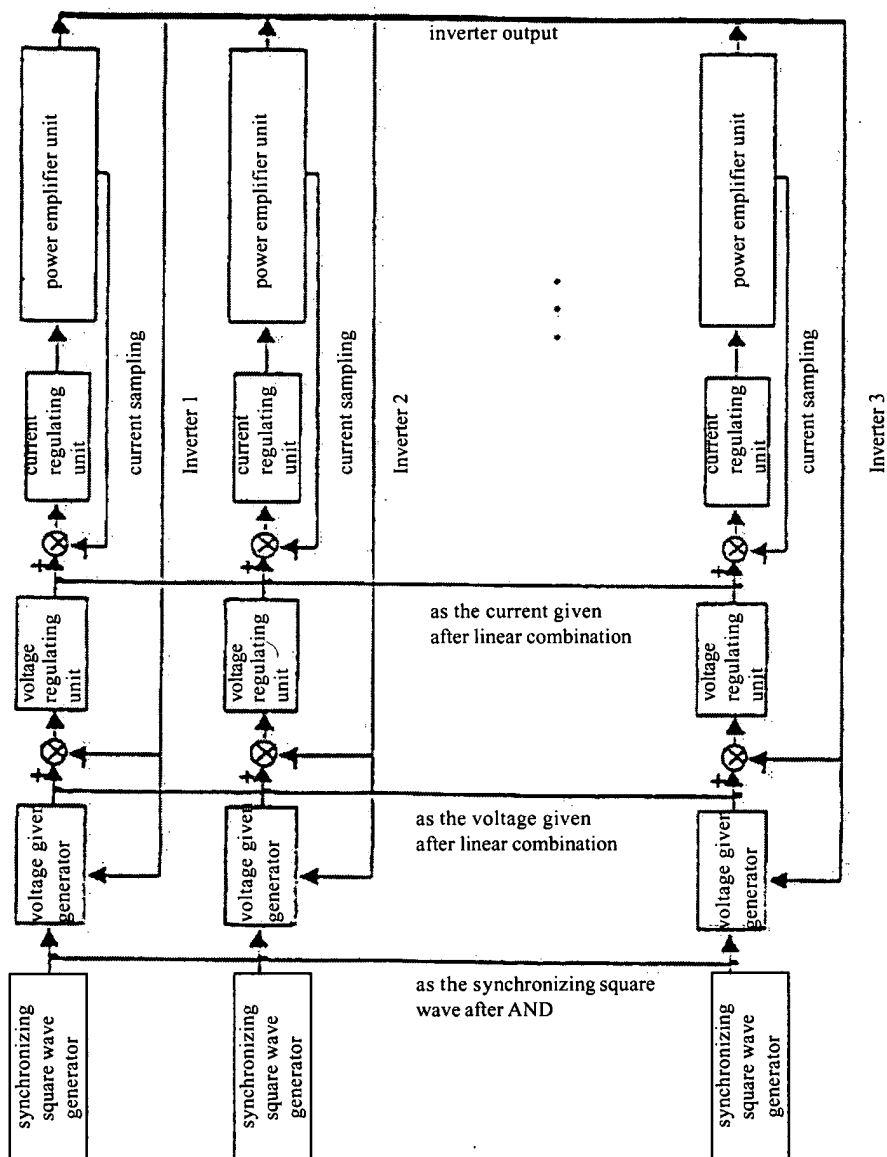 inverter output
power emplifier unit
power emplifier unit
power emplifier unit
current
regulating
unit
current sampling
Inverter 1
current
regulating
unit
current sampling
Inverter 2
current
regulating
unit
current sampling
Inverter 3
+
+
+
as the current given
after linear combination
voltage
regulating
unit
voltage
regulating
unit
voltage
regulating
unit
+
+
+
as the voltage given
after linear combination
voltage given
generator
voltage given
generator
voltage given
generator
as the synchronizing square
wave after AND
synchronizing
square wave
generator
synchronizing
square wave
generator
synchronizing
square wave
generator